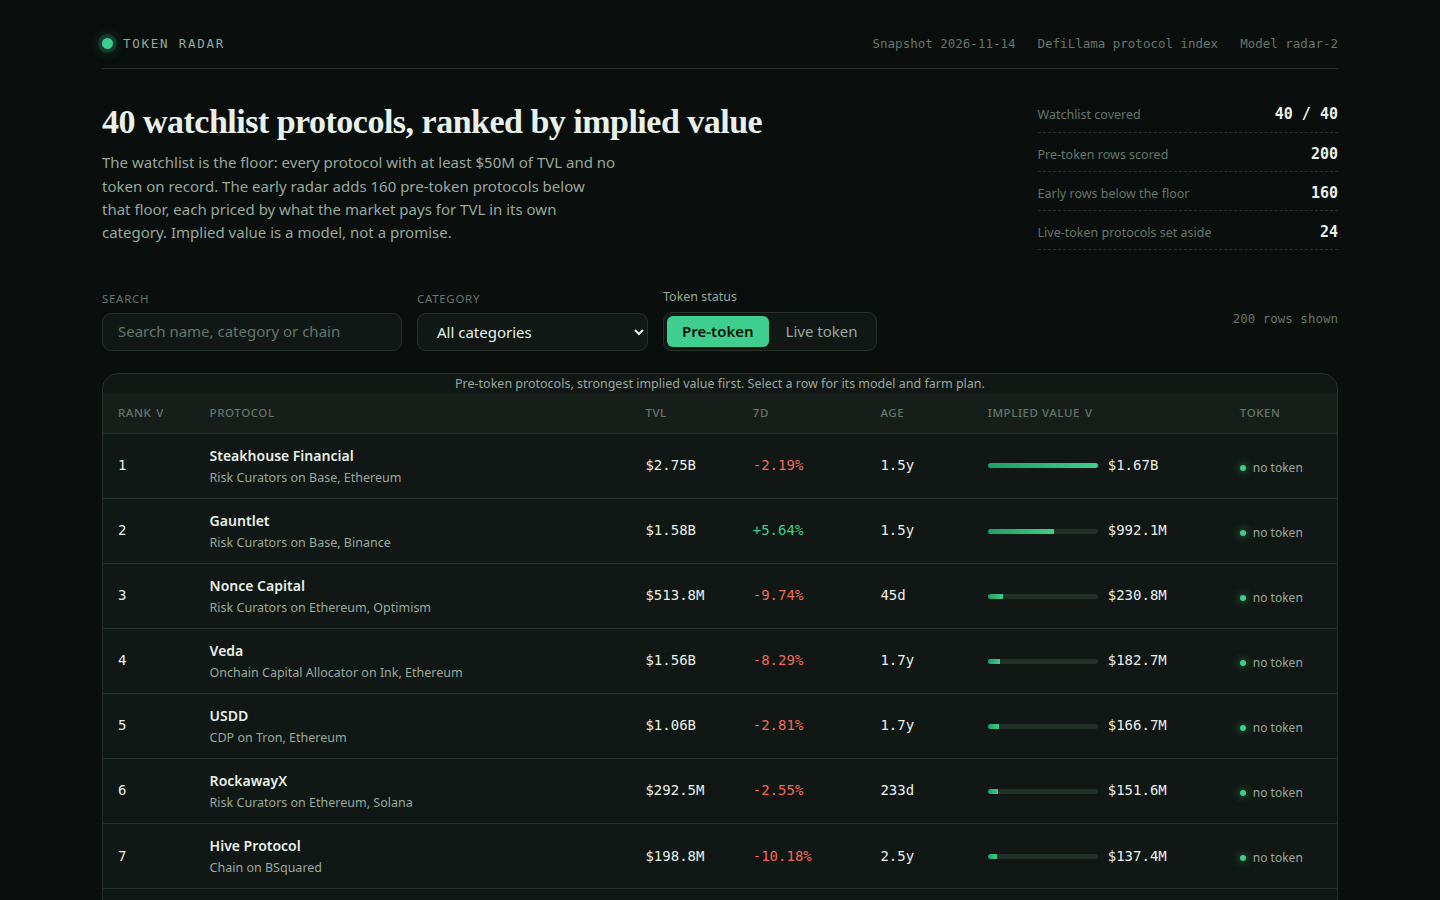 TOKEN RADAR
Snapshot 2026-11-14 DefiLlama protocol index Model radar-2
40 watchlist protocols, ranked by implied value
The watchlist is the floor: every protocol with at least $50M of TVL and no
token on record. The early radar adds 160 pre-token protocols below
that floor, each priced by what the market pays for TVL in its own
category. Implied value is a model, not a promise.
Watchlist covered 40 / 40
Pre-token rows scored 200
Early rows below the floor 160
Live-token protocols set aside 24
SEARCH CATEGORY Token status
Search name, category or chain All categories Pre-token Live token
200 rows shown
Pre-token protocols, strongest implied value first. Select a row for its model and farm plan.
RANK V PROTOCOL TVL 7D AGE IMPLIED VALUE V TOKEN
1 Steakhouse Financial $2.75B -2.19% 1.5y $1.67B no token
Risk Curators on Base, Ethereum
2 Gauntlet $1.58B +5.64% 1.5y $992.1M no token
Risk Curators on Base, Binance
3 Nonce Capital $513.8M -9.74% 45d $230.8M no token
Risk Curators on Ethereum, Optimism
4 Veda $1.56B -8.29% 1.7y $182.7M no token
Onchain Capital Allocator on Ink, Ethereum
5 USDD $1.06B -2.81% 1.7y $166.7M no token
CDP on Tron, Ethereum
6 RockawayX $292.5M -2.55% 233d $151.6M no token
Risk Curators on Ethereum, Solana
7 Hive Protocol $198.8M -10.18% 2.5y $137.4M no token
Chain on BSquared